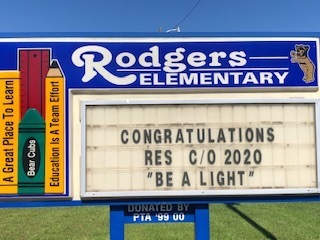 Rodgers
ELEMENTARY
A Great Place To Learn
Bear Cubs
Education Is A Team Effort
CONGRATULATIONS
RES C/O 2020
"BE A LIGHT"
DONATED BY
PTA '99 00